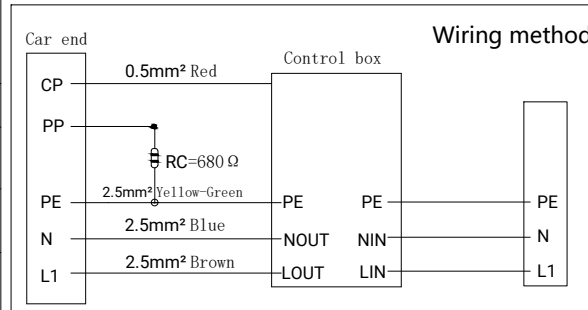 Wiring method
Car end
Control box
CP 0.5mm² Red
PP
RC=680Ω
PE 2.5mm² Yellow-Green PE PE PE
N 2.5mm² Blue NOUT NIN N
L1 2.5mm² Brown LOUT LIN L1